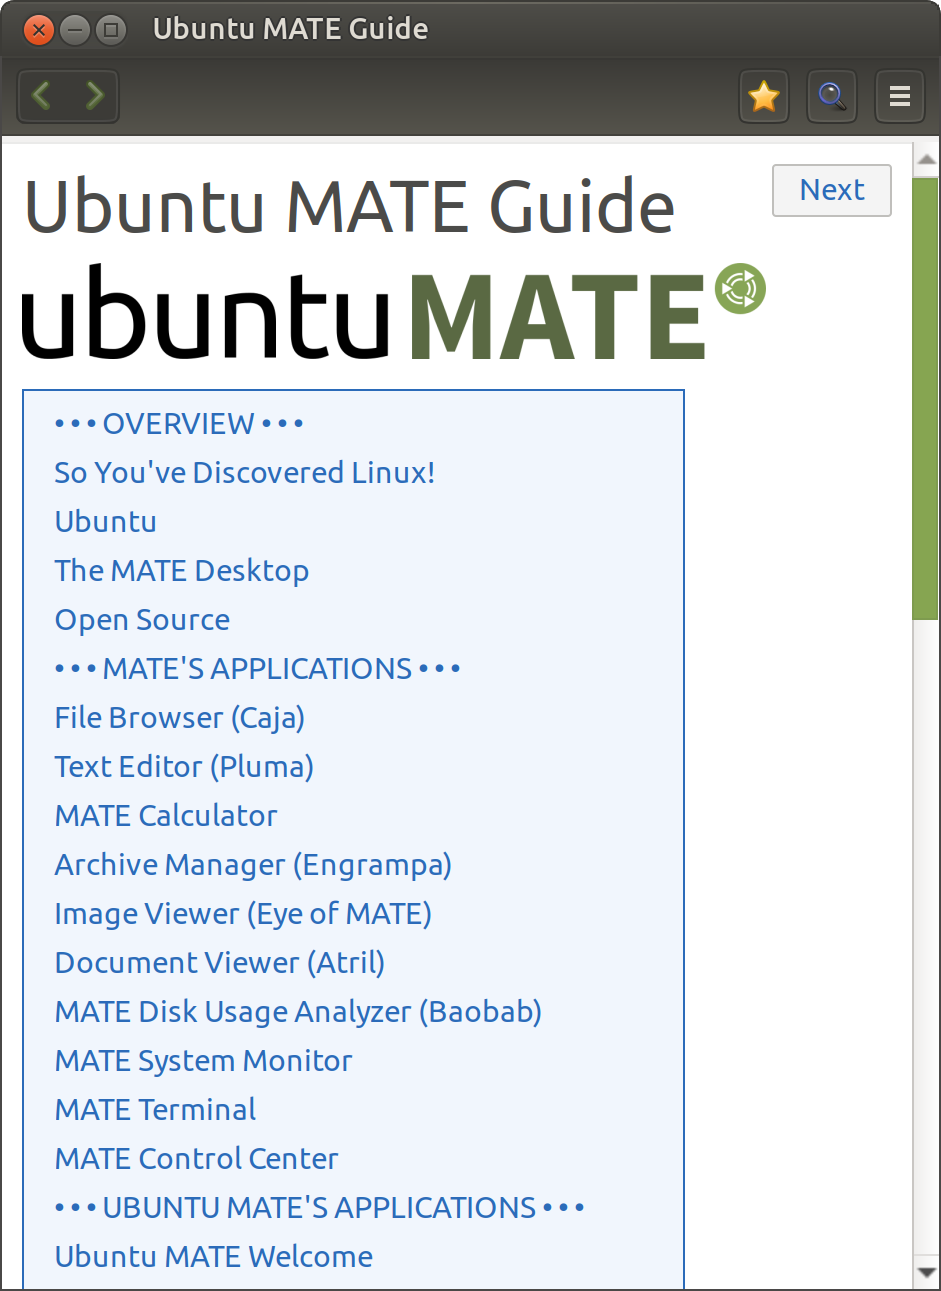 Ubuntu MATE Guide
Next
Ubuntu MATE Guide
ubuntu MATE
• • • OVERVIEW • • •
So You've Discovered Linux!
Ubuntu
The MATE Desktop
Open Source
• • • MATE'S APPLICATIONS • • •
File Browser (Caja)
Text Editor (Pluma)
MATE Calculator
Archive Manager (Engrampa)
Image Viewer (Eye of MATE)
Document Viewer (Atril)
MATE Disk Usage Analyzer (Baobab)
MATE System Monitor
MATE Terminal
MATE Control Center
• • • UBUNTU MATE'S APPLICATIONS • • •
Ubuntu MATE Welcome